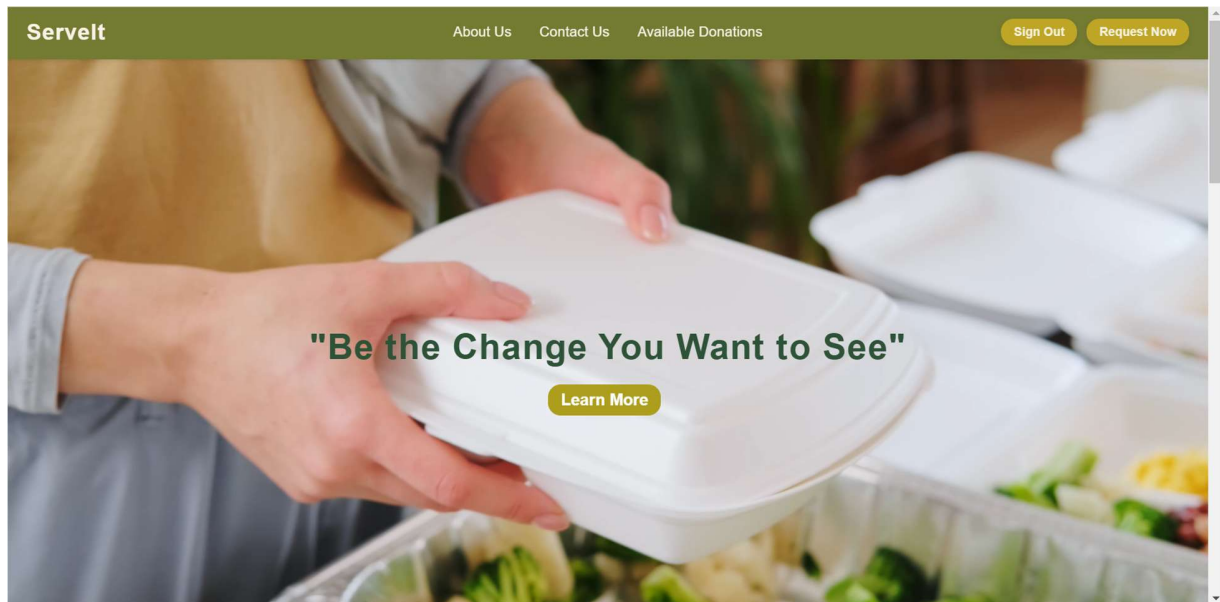 ServeIt
About Us Contact Us Available Donations
Sign Out Request Now
"Be the Change You Want to See"
Learn More